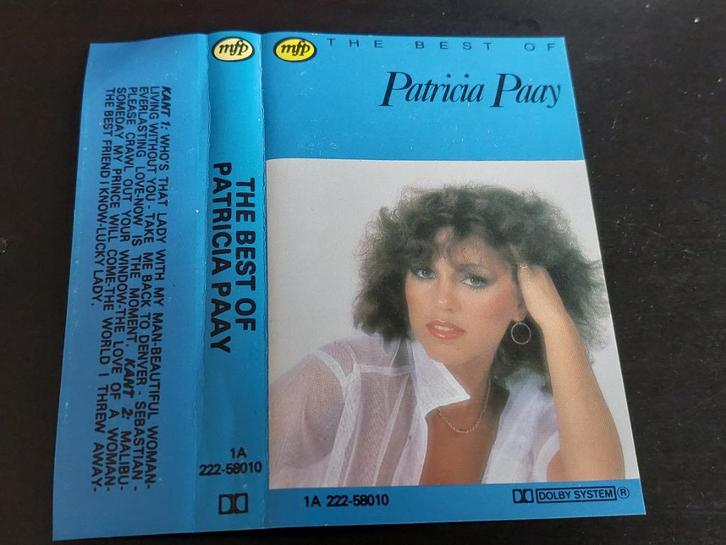 KANT 1: WHO'S THAT LADY WITH MY MAN-BEAUTIFUL WOMAN-
LIVING WITHOUT YOU - TAKE ME BACK TO DENVER - SEBASTIAN -
EVERLASTING LOVE-NOW IS THE MOMENT. KANT 2: MALIBU-
PLEASE CRAWL OUT YOUR WINDOW-THE LOVE OF A WOMAN-
SOMEDAY MY PRINCE WILL COME-THE WORLD I THREW AWAY-
THE BEST FRIEND I KNOW-LUCKY LADY.
mfp
THE BEST OF
PATRICIA PAAY
1A
222-58010
mfp
THE BEST OF
Patricia Paay
1A 222-58010
DOLBY SYSTEM ®